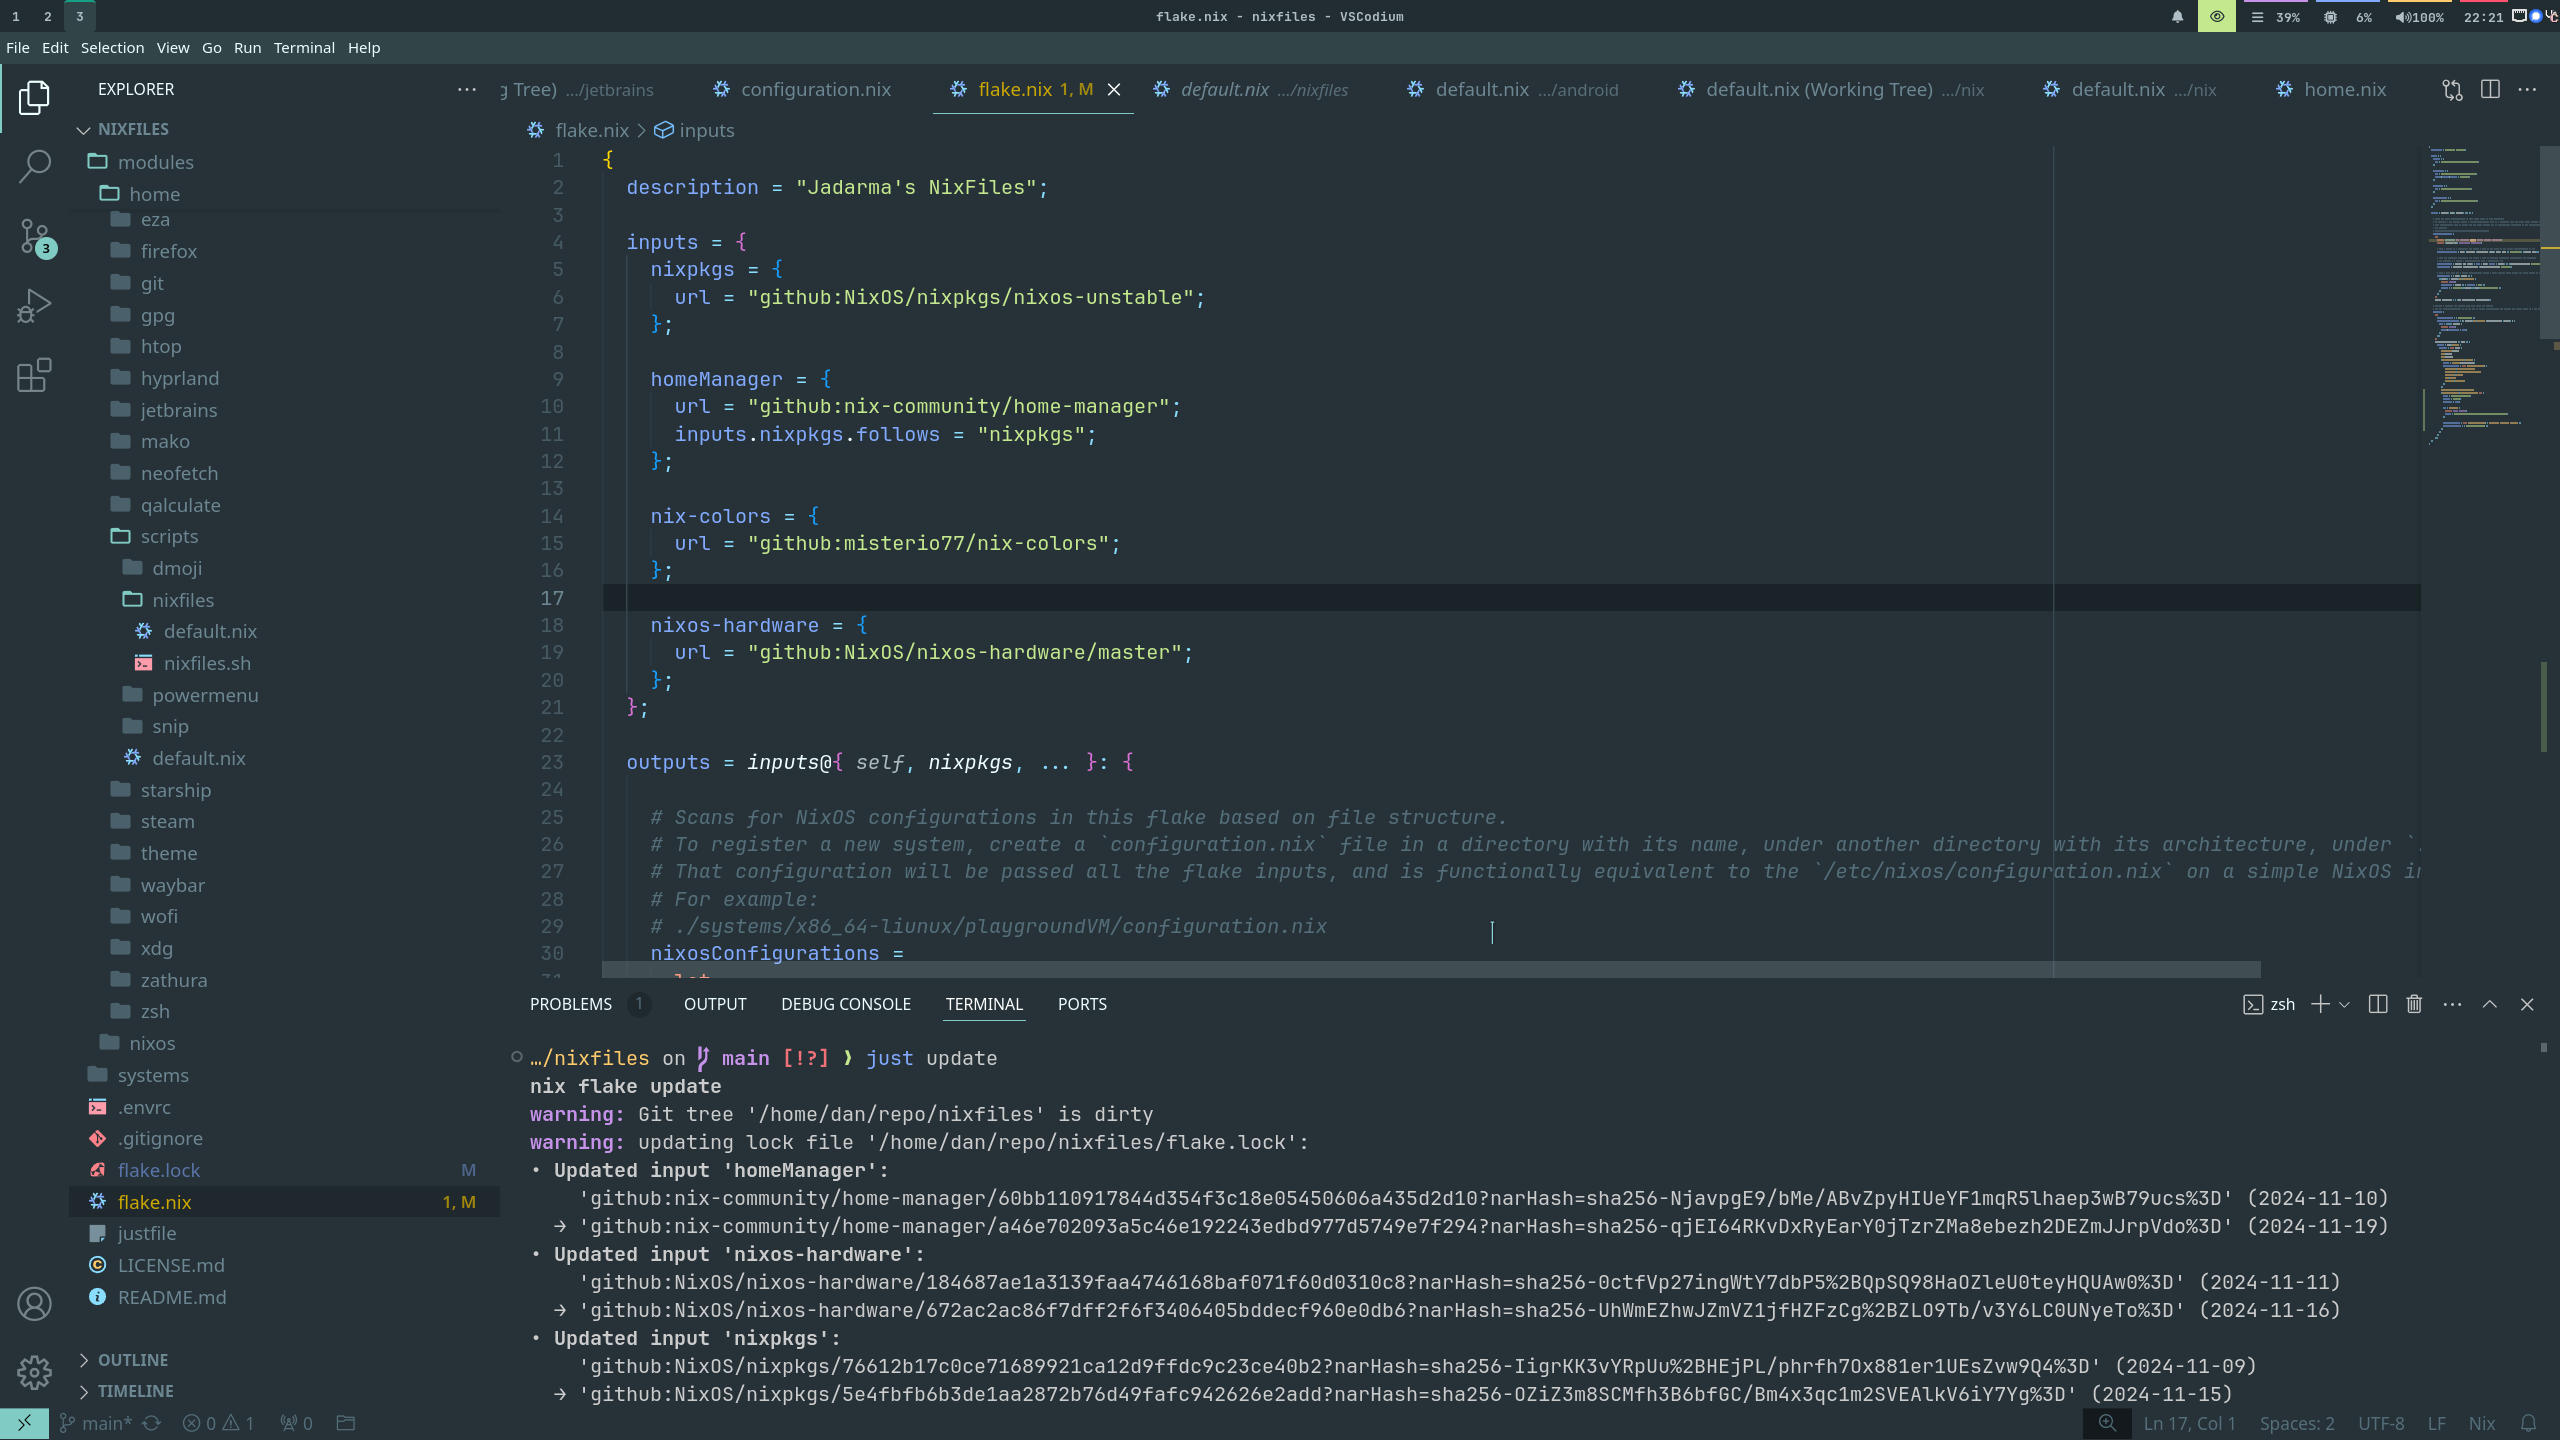 1 2 3 flake.nix - nixfiles - VSCodium 39% 6% 100% 22:21
File Edit Selection View Go Run Terminal Help
EXPLORER
g Tree) .../jetbrains configuration.nix flake.nix 1, M default.nix .../nixfiles default.nix .../android default.nix (Working Tree) .../nix default.nix .../nix home.nix
NIXFILES
modules
home
eza
firefox
git
gpg
htop
hyprland
jetbrains
mako
neofetch
qalculate
scripts
dmoji
nixfiles
default.nix
nixfiles.sh
powermenu
snip
default.nix
starship
steam
theme
waybar
wofi
xdg
zathura
zsh
nixos
systems
.envrc
.gitignore
flake.lock M
flake.nix 1, M
justfile
LICENSE.md
README.md
OUTLINE
TIMELINE
flake.nix > inputs
1 {
2 description = "Jadarma's NixFiles";
3
4 inputs = {
5 nixpkgs = {
6 url = "github:NixOS/nixpkgs/nixos-unstable";
7 };
8
9 homeManager = {
10 url = "github:nix-community/home-manager";
11 inputs.nixpkgs.follows = "nixpkgs";
12 };
13
14 nix-colors = {
15 url = "github:misterio77/nix-colors";
16 };
17
18 nixos-hardware = {
19 url = "github:NixOS/nixos-hardware/master";
20 };
21 };
22
23 outputs = inputs@{ self, nixpkgs, ... }: {
24
25 # Scans for NixOS configurations in this flake based on file structure.
26 # To register a new system, create a `configuration.nix` file in a directory with its name, under another directory with its architecture, under `
27 # That configuration will be passed all the flake inputs, and is functionally equivalent to the `/etc/nixos/configuration.nix` on a simple NixOS i
28 # For example:
29 # ./systems/x86_64-liunux/playgroundVM/configuration.nix
30 nixosConfigurations =
31 let
PROBLEMS 1 OUTPUT DEBUG CONSOLE TERMINAL PORTS zsh
…/nixfiles on main [!?] ❯ just update
nix flake update
warning: Git tree '/home/dan/repo/nixfiles' is dirty
warning: updating lock file '/home/dan/repo/nixfiles/flake.lock':
• Updated input 'homeManager':
'github:nix-community/home-manager/60bb110917844d354f3c18e05450606a435d2d10?narHash=sha256-NjavpgE9/bMe/ABvZpyHIUeYF1mqR5lhaep3wB79ucs%3D' (2024-11-10)
→ 'github:nix-community/home-manager/a46e702093a5c46e192243edbd977d5749e7f294?narHash=sha256-qjEI64RKvDxRyEarY0jTzrZMa8ebezh2DEZmJJrpVdo%3D' (2024-11-19)
• Updated input 'nixos-hardware':
'github:NixOS/nixos-hardware/184687ae1a3139faa4746168baf071f60d0310c8?narHash=sha256-0ctfVp27ingWtY7dbP5%2BQpSQ98HaOZleU0teyHQUAw0%3D' (2024-11-11)
→ 'github:NixOS/nixos-hardware/672ac2ac86f7dff2f6f3406405bddecf960e0db6?narHash=sha256-UhWmEZhwJZmVZ1jfHZFzCg%2BZLO9Tb/v3Y6LC0UNyeTo%3D' (2024-11-16)
• Updated input 'nixpkgs':
'github:NixOS/nixpkgs/76612b17c0ce71689921ca12d9ffdc9c23ce40b2?narHash=sha256-IigrKK3vYRpUu%2BHEjPL/phrfh7Ox881er1UEsZvw9Q4%3D' (2024-11-09)
→ 'github:NixOS/nixpkgs/5e4fbfb6b3de1aa2872b76d49fafc942626e2add?narHash=sha256-OZiZ3m8SCMfh3B6bfGC/Bm4x3qc1m2SVEAlkV6iY7Yg%3D' (2024-11-15)
main* 0 1 0 Ln 17, Col 1 Spaces: 2 UTF-8 LF Nix